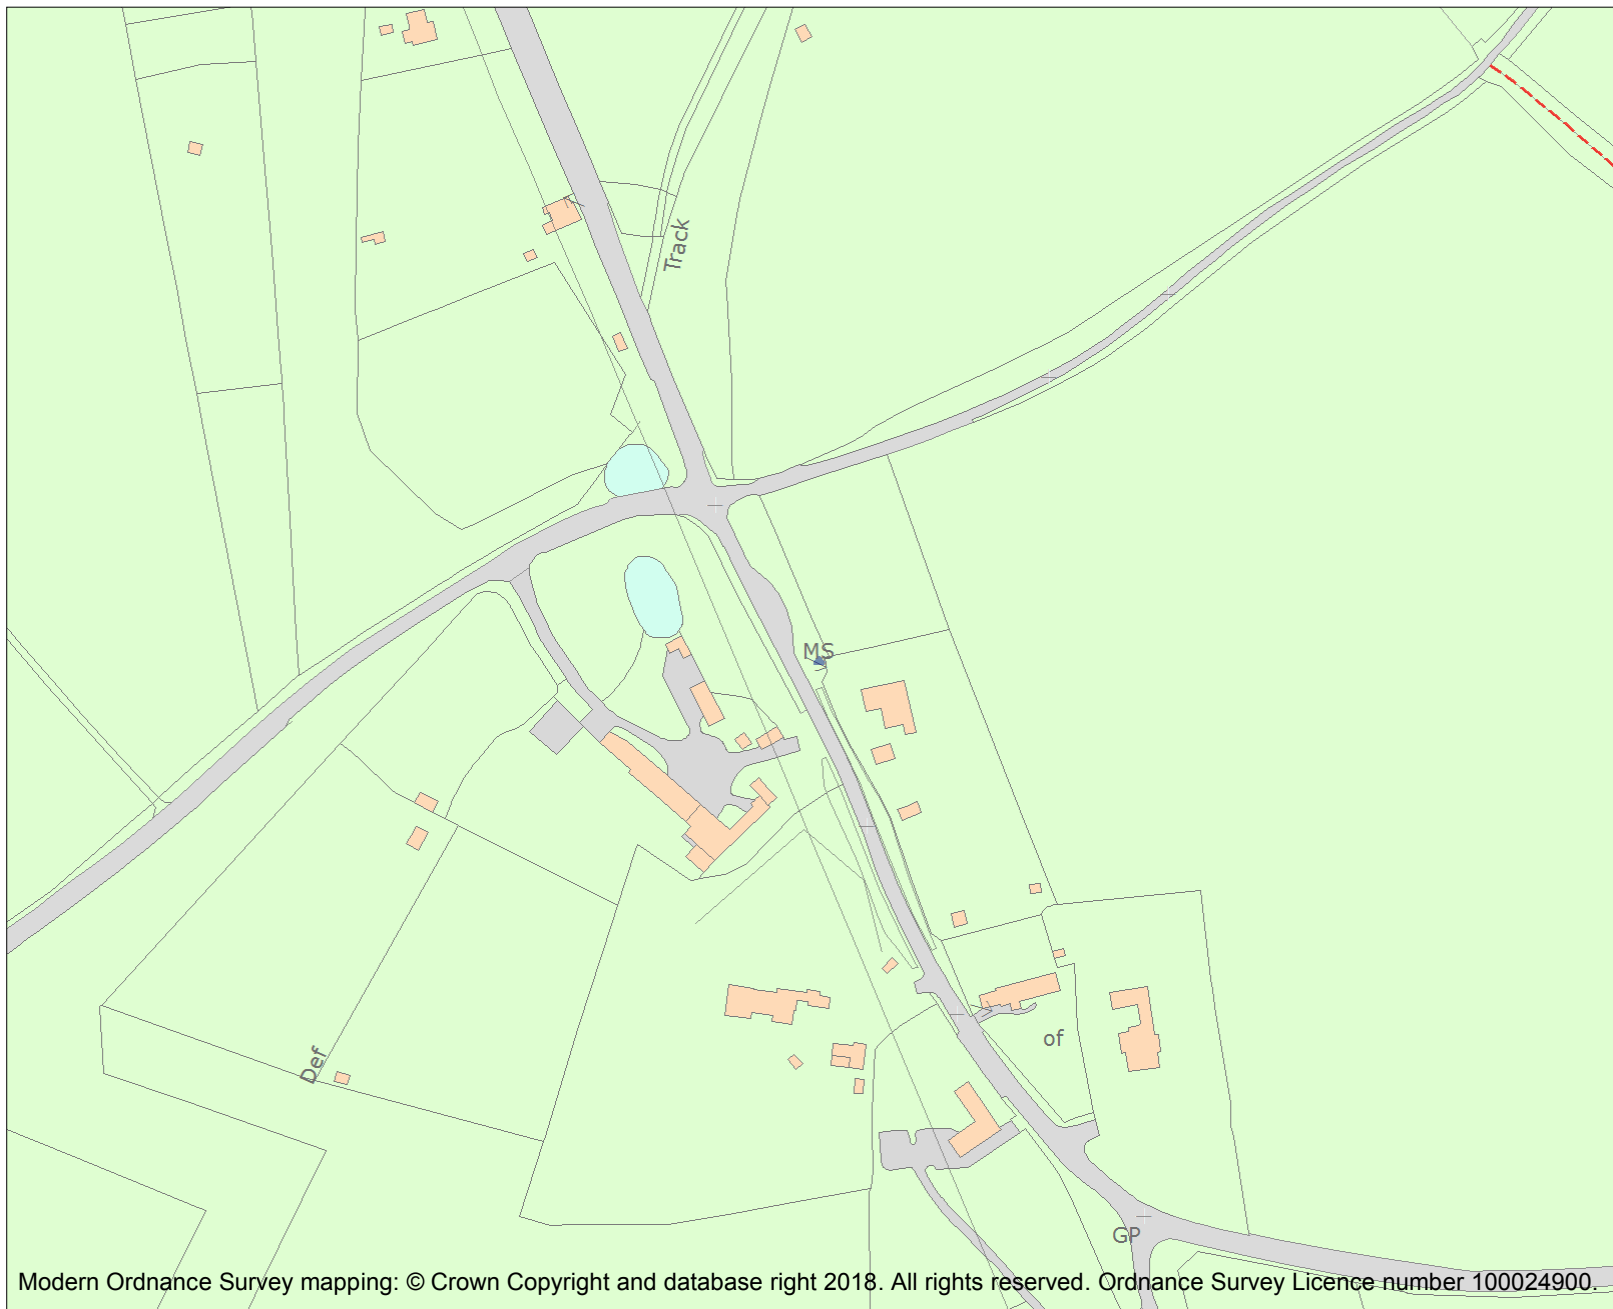 Track
MS
Def
of
GP
Modern Ordnance Survey mapping: © Crown Copyright and database right 2018. All rights reserved. Ordnance Survey Licence number 100024900.